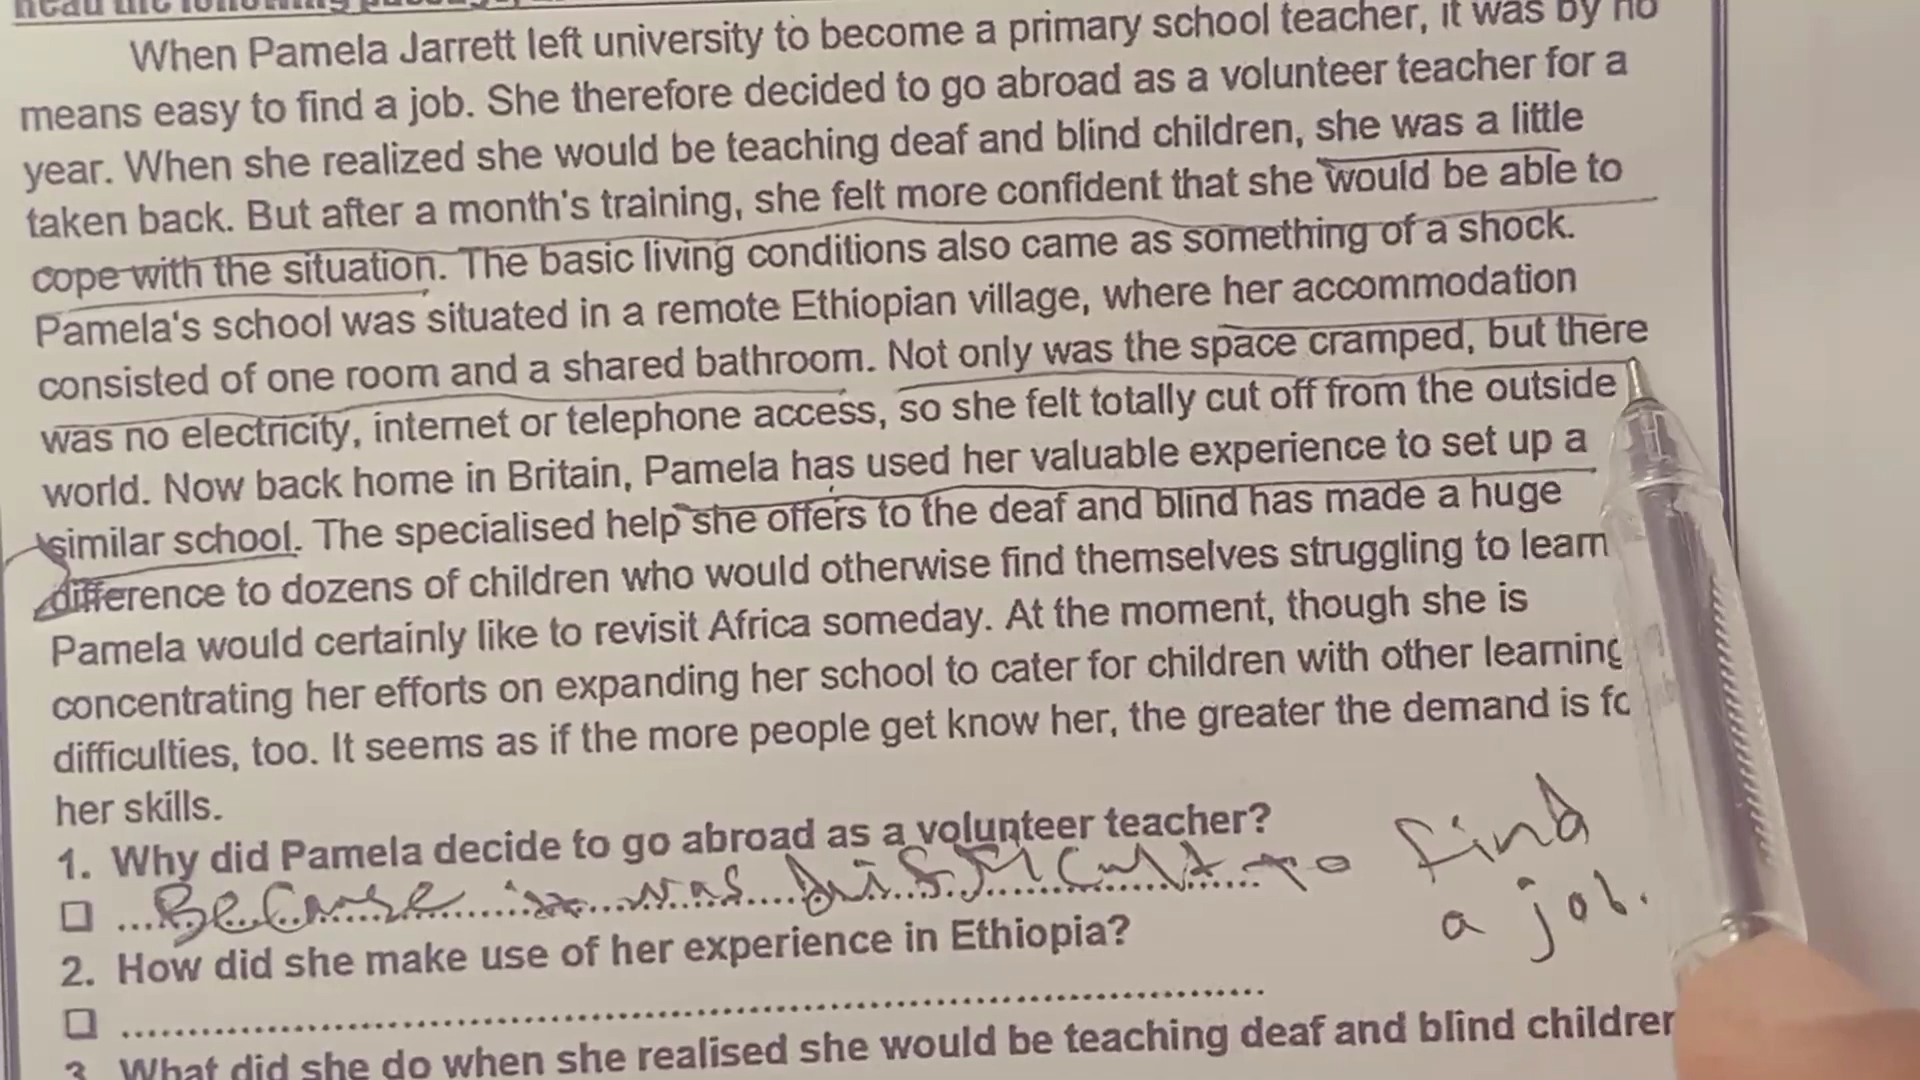 Read the following passage,
When Pamela Jarrett left university to become a primary school teacher, it was by no
means easy to find a job. She therefore decided to go abroad as a volunteer teacher for a
year. When she realized she would be teaching deaf and blind children, she was a little
taken back. But after a month's training, she felt more confident that she would be able to
cope with the situation. The basic living conditions also came as something of a shock.
Pamela's school was situated in a remote Ethiopian village, where her accommodation
consisted of one room and a shared bathroom. Not only was the space cramped, but there
was no electricity, internet or telephone access, so she felt totally cut off from the outside
world. Now back home in Britain, Pamela has used her valuable experience to set up a
similar school. The specialised help she offers to the deaf and blind has made a huge
difference to dozens of children who would otherwise find themselves struggling to learn
Pamela would certainly like to revisit Africa someday. At the moment, though she is
concentrating her efforts on expanding her school to cater for children with other learning
difficulties, too. It seems as if the more people get know her, the greater the demand is fo
her skills.
1. Why did Pamela decide to go abroad as a volunteer teacher?
Because it was difficult to find
a job.
2. How did she make use of her experience in Ethiopia?
3. What did she do when she realised she would be teaching deaf and blind children